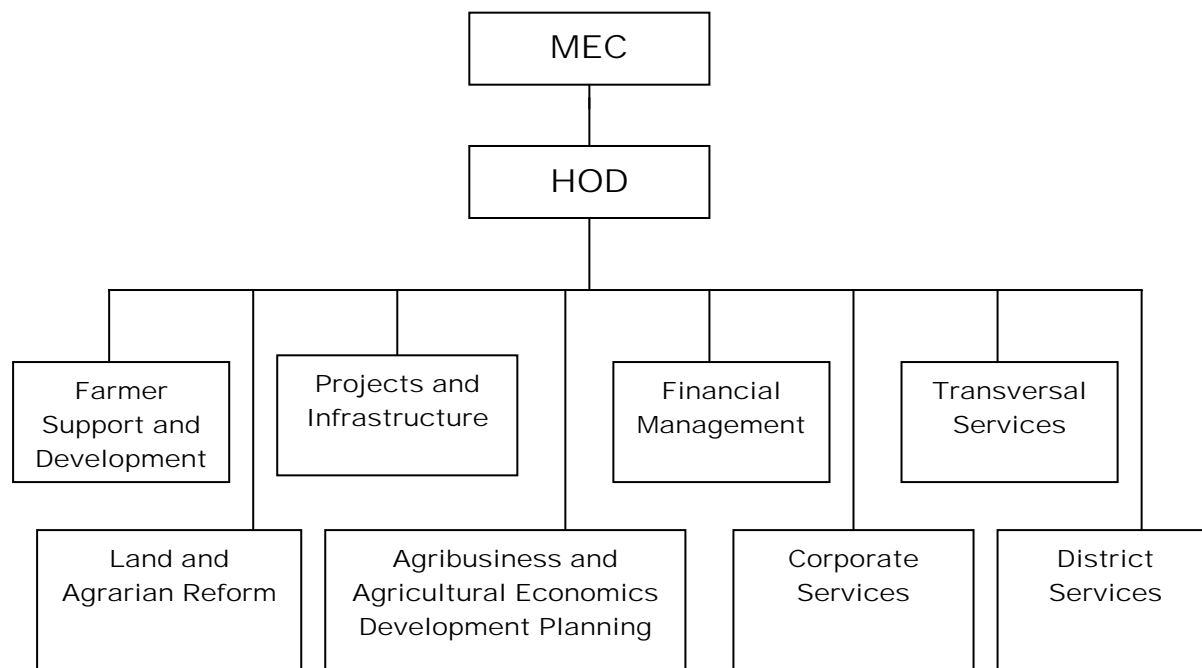 MEC
HOD
Farmer
Support and
Development
Projects and
Infrastructure
Financial
Management
Transversal
Services
Land and
Agrarian Reform
Agribusiness and
Agricultural Economics
Development Planning
Corporate
Services
District
Services